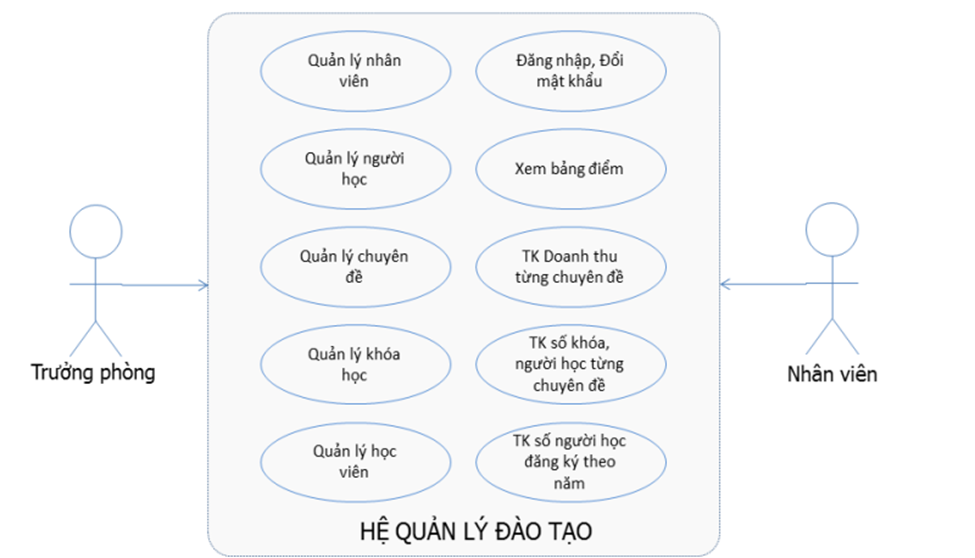 Quản lý nhân
viên
Đăng nhập, Đổi
mật khẩu
Quản lý người
học
Xem bảng điểm
Quản lý chuyên
đề
TK Doanh thu
từng chuyên đề
Quản lý khóa
học
TK số khóa,
người học từng
chuyên đề
Quản lý học
viên
TK số người học
đăng ký theo
năm
Trưởng phòng
Nhân viên
HỆ QUẢN LÝ ĐÀO TẠO